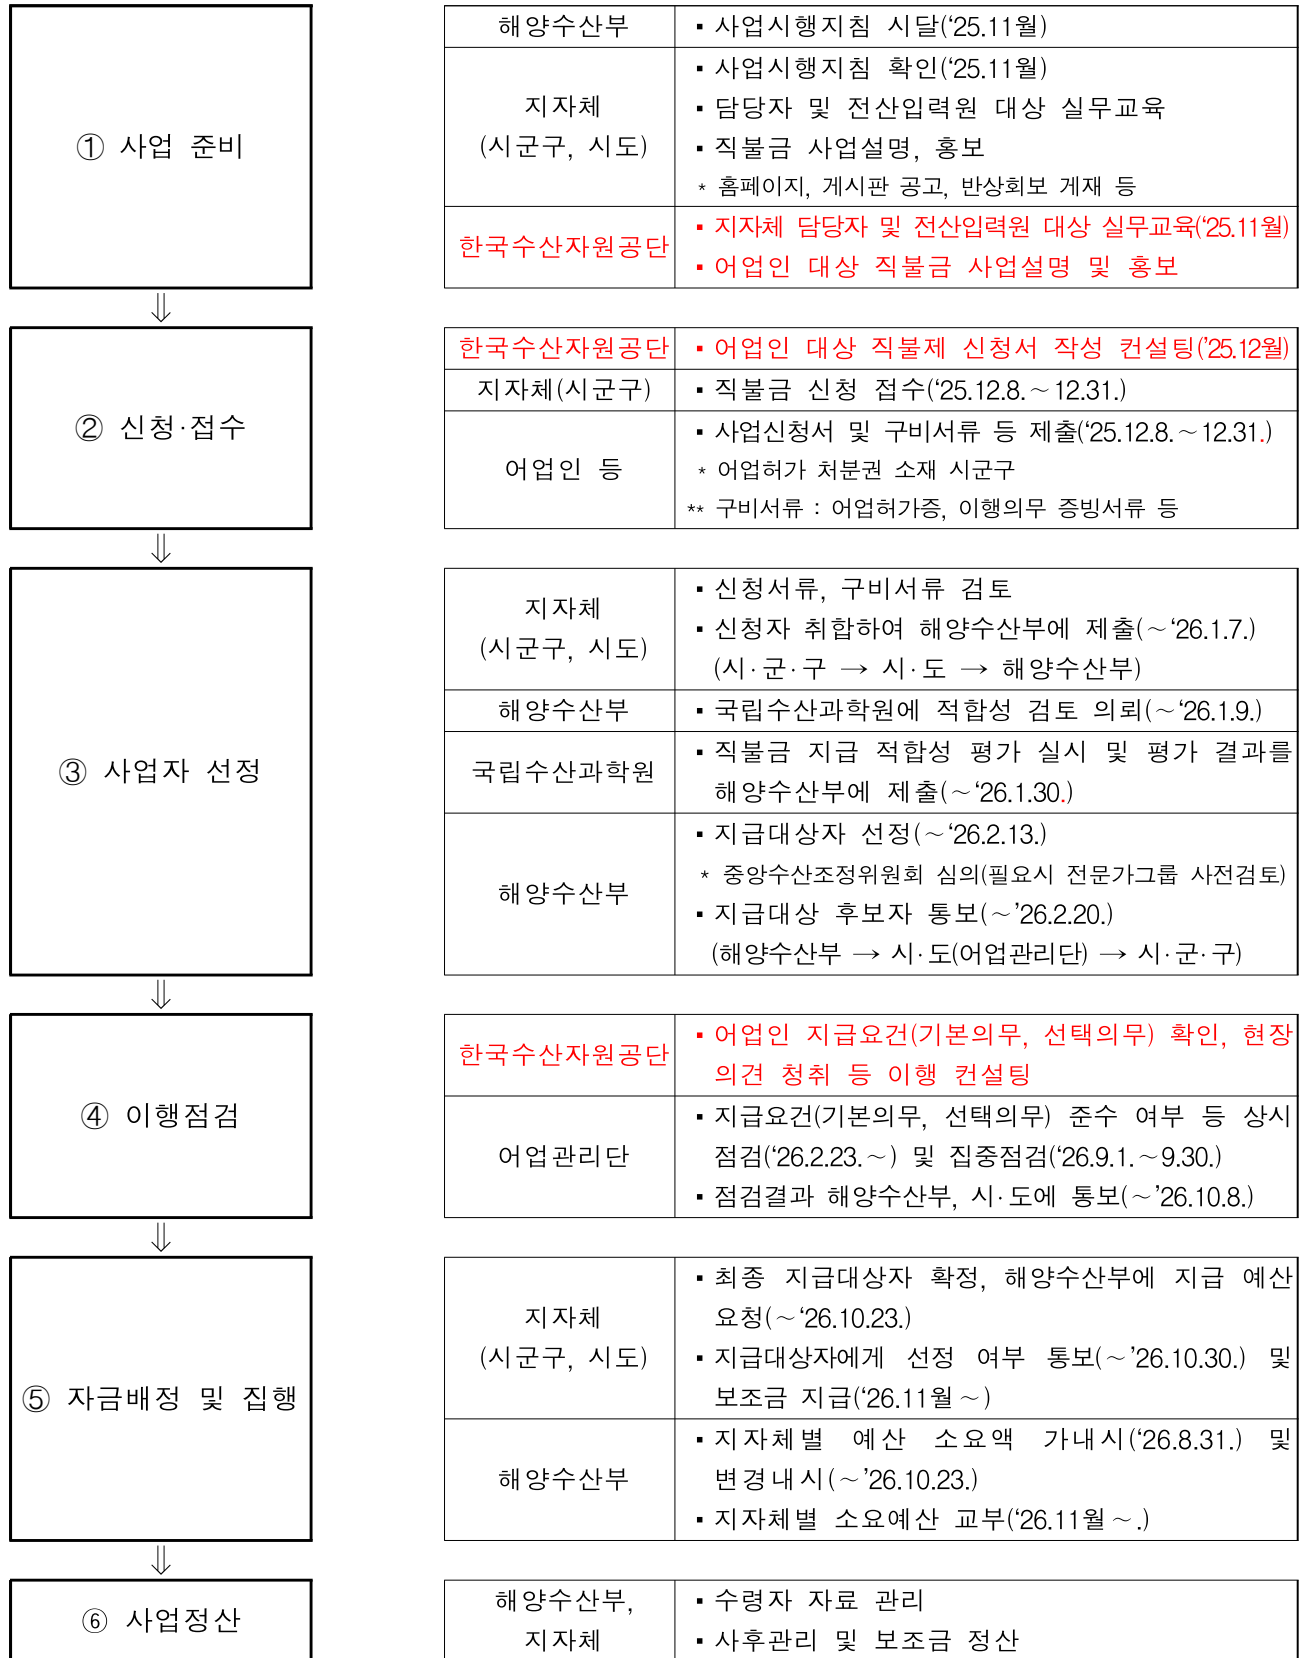 ① 사업 준비
해양수산부
▪ 사업시행지침 시달(‘25.11월)
지자체
(시군구, 시도)
▪ 사업시행지침 확인(‘25.11월)
▪ 담당자 및 전산입력원 대상 실무교육
▪ 직불금 사업설명, 홍보
* 홈페이지, 게시판 공고, 반상회보 게재 등
한국수산자원공단
▪ 지자체 담당자 및 전산입력원 대상 실무교육(‘25.11월)
▪ 어업인 대상 직불금 사업설명 및 홍보
⇓
② 신청·접수
한국수산자원공단
▪ 어업인 대상 직불제 신청서 작성 컨설팅(’25.12월)
지자체(시군구)
▪ 직불금 신청 접수(‘25.12.8.～12.31.)
어업인 등
▪ 사업신청서 및 구비서류 등 제출(‘25.12.8.～12.31.)
* 어업허가 처분권 소재 시군구
** 구비서류 : 어업허가증, 이행의무 증빙서류 등
⇓
③ 사업자 선정
지자체
(시군구, 시도)
▪ 신청서류, 구비서류 검토
▪ 신청자 취합하여 해양수산부에 제출(～‘26.1.7.)
(시·군·구 → 시·도 → 해양수산부)
해양수산부
▪ 국립수산과학원에 적합성 검토 의뢰(～‘26.1.9.)
국립수산과학원
▪ 직불금 지급 적합성 평가 실시 및 평가 결과를
해양수산부에 제출(～‘26.1.30.)
해양수산부
▪ 지급대상자 선정(～‘26.2.13.)
* 중앙수산조정위원회 심의(필요시 전문가그룹 사전검토)
▪ 지급대상 후보자 통보(～’26.2.20.)
(해양수산부 → 시·도(어업관리단) → 시·군·구)
⇓
④ 이행점검
한국수산자원공단
▪ 어업인 지급요건(기본의무, 선택의무) 확인, 현장
의견 청취 등 이행 컨설팅
어업관리단
▪ 지급요건(기본의무, 선택의무) 준수 여부 등 상시
점검(‘26.2.23.～) 및 집중점검(‘26.9.1.～9.30.)
▪ 점검결과 해양수산부, 시·도에 통보(～’26.10.8.)
⇓
⑤ 자금배정 및 집행
지자체
(시군구, 시도)
▪ 최종 지급대상자 확정, 해양수산부에 지급 예산
요청(～‘26.10.23.)
▪ 지급대상자에게 선정 여부 통보(～’26.10.30.) 및
보조금 지급(‘26.11월～)
해양수산부
▪ 지자체별 예산 소요액 가내시(‘26.8.31.) 및
변경내시(～’26.10.23.)
▪ 지자체별 소요예산 교부(‘26.11월～.)
⇓
⑥ 사업정산
해양수산부,
지자체
▪ 수령자 자료 관리
▪ 사후관리 및 보조금 정산